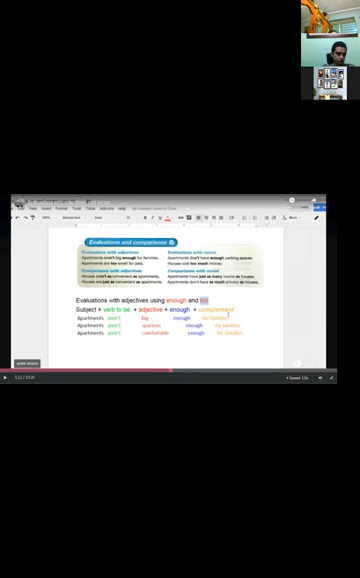 Evaluations and comparisons
Evaluations with adjectives
Apartments aren't big enough for families.
Apartments are too small for pets.
Evaluations with nouns
Apartments don't have enough parking spaces.
Houses cost too much money.
Comparisons with adjectives
Houses aren't as convenient as apartments.
Houses are just as convenient as apartments.
Comparisons with nouns
Apartments have just as many rooms as houses.
Apartments don't have as much privacy as houses.
Evaluations with adjectives using enough and too
Subject + verb to be + adjective + enough + complement
Apartments aren't big enough for families
Apartments aren't spacious enough for families
Apartments aren't comfortable enough for families